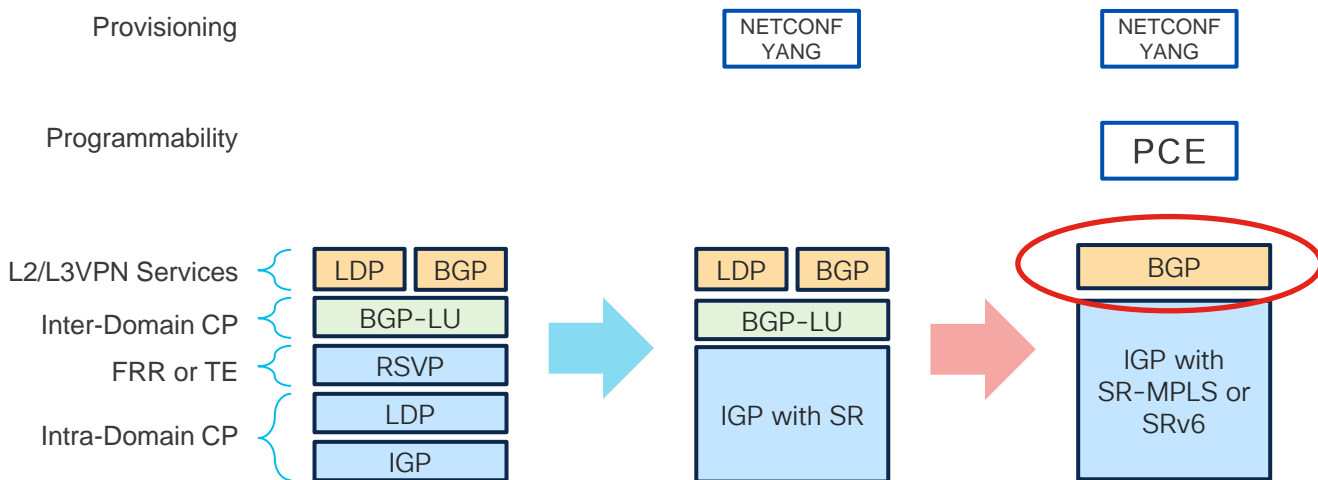 Provisioning
NETCONF
YANG
NETCONF
YANG
Programmability
PCE
L2/L3VPN Services
LDP
BGP
LDP
BGP
BGP
Inter-Domain CP
BGP-LU
BGP-LU
FRR or TE
RSVP
Intra-Domain CP
LDP
IGP
IGP with SR
IGP with
SR-MPLS or
SRv6